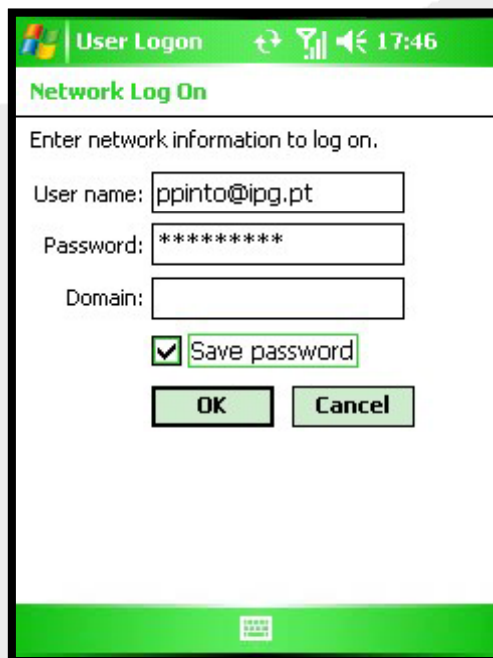 User Logon 17:46
Network Log On
Enter network information to log on.
User name: ppinto@ipg.pt
Password: *********
Domain:
Save password
OK Cancel